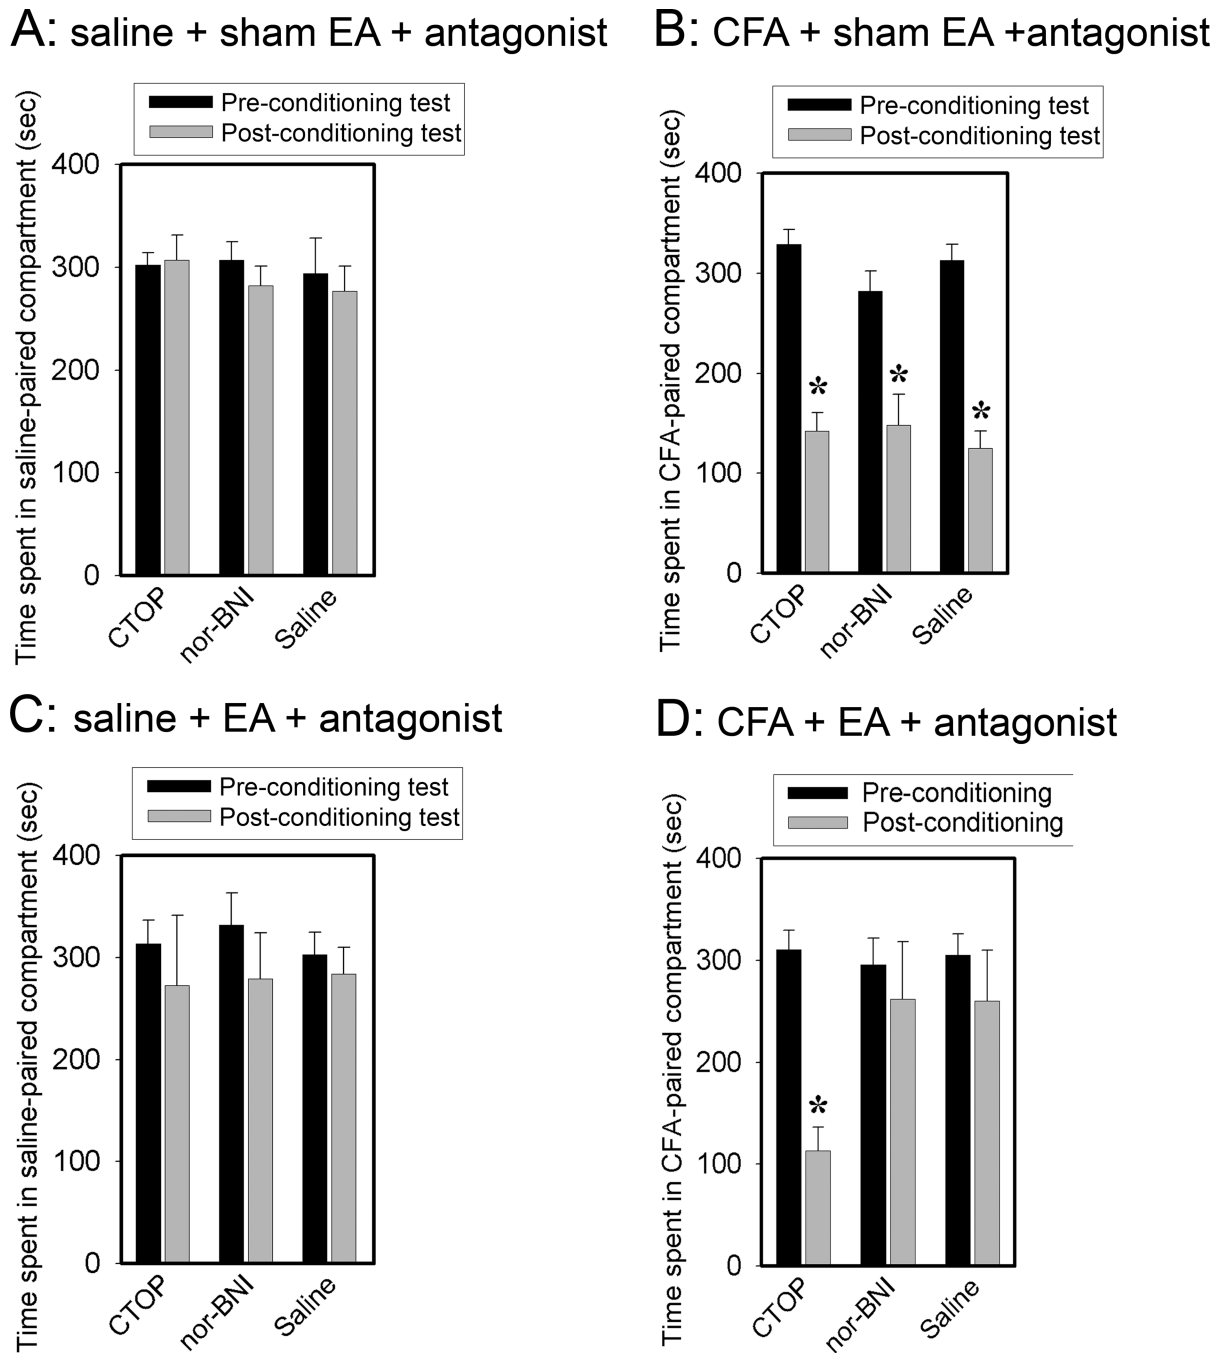 A: saline + sham EA + antagonist
Pre-conditioning test
Post-conditioning test
Time spent in saline-paired compartment (sec)
400
300
200
100
0
CTOP
nor-BNI
Saline
B: CFA + sham EA +antagonist
Pre-conditioning test
Post-conditioning test
Time spent in CFA-paired compartment (sec)
400
300
200
100
0
*
*
*
CTOP
nor-BNI
Saline
C: saline + EA + antagonist
Pre-conditioning test
Post-conditioning test
Time spent in saline-paired compartment (sec)
400
300
200
100
0
CTOP
nor-BNI
Saline
D: CFA + EA + antagonist
Pre-conditioning
Post-conditioning
Time spent in CFA-paired compartment (sec)
400
300
200
100
0
*
CTOP
nor-BNI
Saline